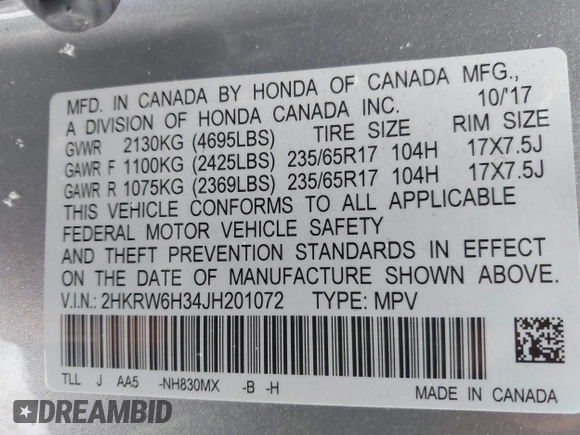 MFD. IN CANADA BY HONDA OF CANADA MFG.,
A DIVISION OF HONDA CANADA INC. 10/'17
GVWR 2130KG (4695LBS) TIRE SIZE RIM SIZE
GAWR F 1100KG (2425LBS) 235/65R17 104H 17X7.5J
GAWR R 1075KG (2369LBS) 235/65R17 104H 17X7.5J
THIS VEHICLE CONFORMS TO ALL APPLICABLE
FEDERAL MOTOR VEHICLE SAFETY
AND THEFT PREVENTION STANDARDS IN EFFECT
ON THE DATE OF MANUFACTURE SHOWN ABOVE.
V.I.N.: 2HKRW6H34JH201072 TYPE: MPV
TLL J AA5 -NH830MX -B -H
MADE IN CANADA
DREAMBID